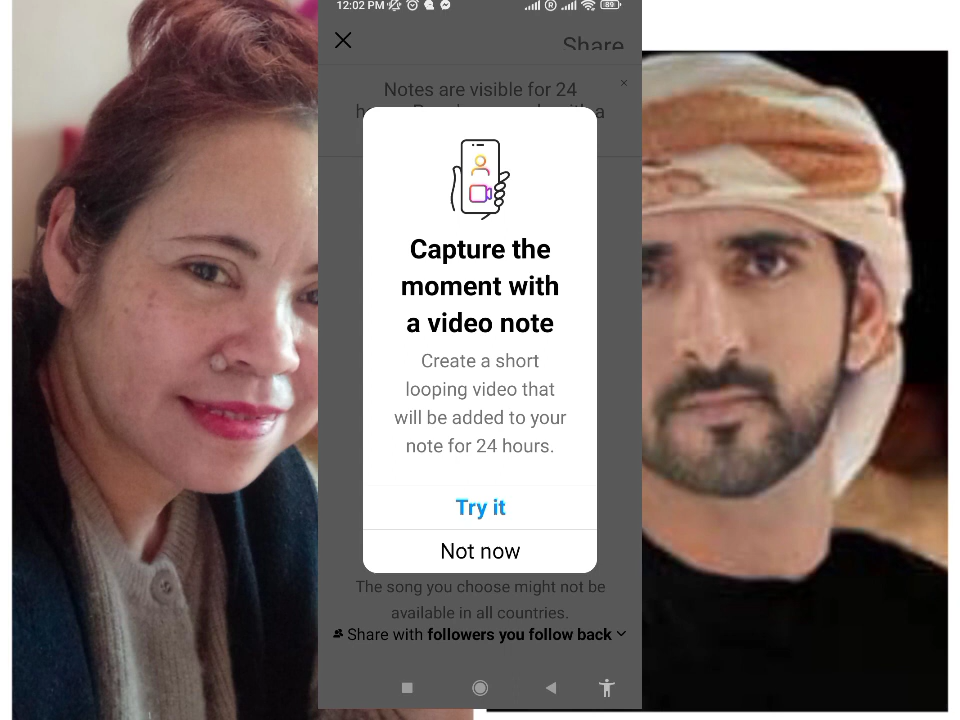 12:02 PM
89
Share
Notes are visible for 24
×
a
Capture the
moment with
a video note
Create a short
looping video that
will be added to your
note for 24 hours.
Try it
Not now
The song you choose might not be
available in all countries.
Share with followers you follow back